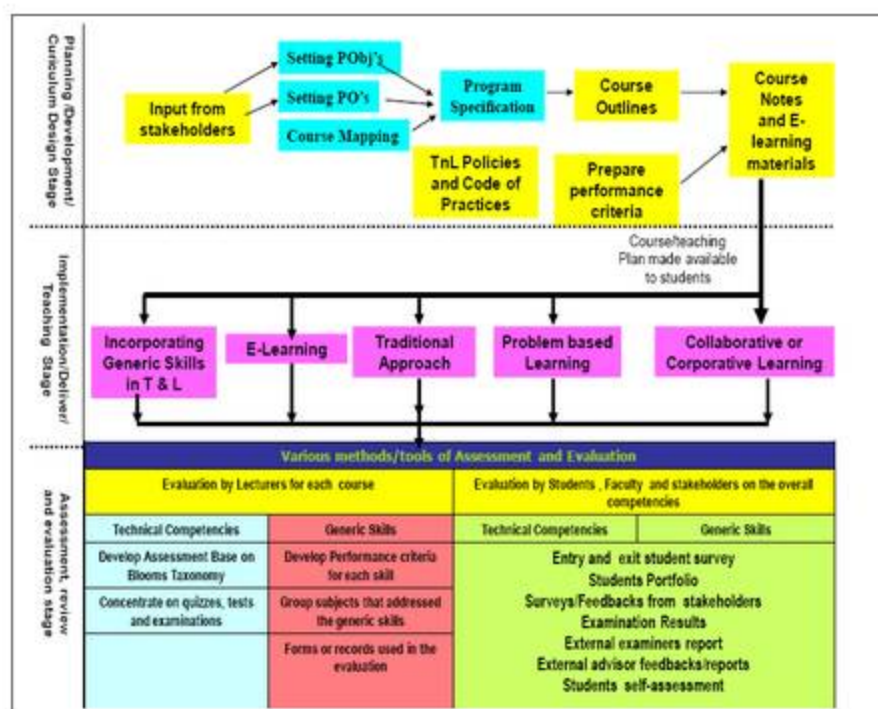 Planning /Development/
Curiculum Design Stage
Input from
stakeholders
Setting PObj's
Setting PO's
Course Mapping
Program
Specification
Course
Outlines
Course
Notes
and E-
learning
materials
TnL Policies
and Code of
Practices
Prepare
performance
criteria
Course/teaching
Plan made available
to students
Implementation/Deliver/
Teaching Stage
Incorporating
Generic Skills
in T & L
E-Learning
Traditional
Approach
Problem based
Learning
Collaborative or
Corporative Learning
Assessment, review
and evaluation stage
Various methods/tools of Assessment and Evaluation
Evaluation by Lecturers for each course
Evaluation by Students , Faculty and stakeholders on the overall
competencies
Technical Competencies
Generic Skills
Technical Competencies
Generic Skills
Develop Assessment Base on
Blooms Taxonomy
Develop Performance criteria
for each skill
Concentrate on quizzes, tests
and examinations
Group subjects that addressed
the generic skills
Forms or records used in the
evaluation
Entry and exit student survey
Students Portfolio
Surveys/Feedbacks from stakeholders
Examination Results
External examiners report
External advisor feedbacks/reports
Students self-assessment